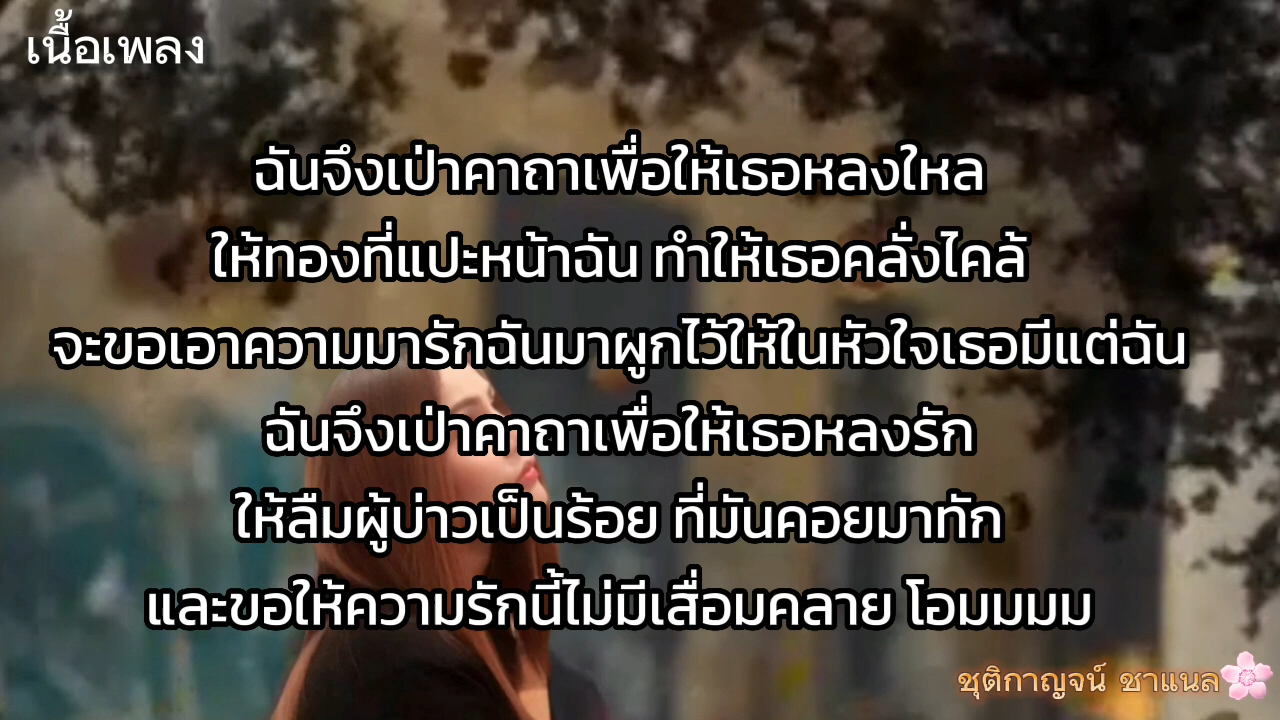 เนื้อเพลง
ฉันจึงเป่าคาถาเพื่อให้เธอหลงใหล
ให้ทองที่แปะหน้าฉัน ทำให้เธอคลั่งไคล้
จะขอเอาความมารักฉันมาผูกไว้ให้ในหัวใจเธอมีแต่ฉัน
ฉันจึงเป่าคาถาเพื่อให้เธอหลงรัก
ให้ลืมผู้บ่าวเป็นร้อย ที่มันคอยมาทัก
และขอให้ความรักนี้ไม่มีเสื่อมคลาย โอมมมม
ชุติกาญจน์ ชาแนล